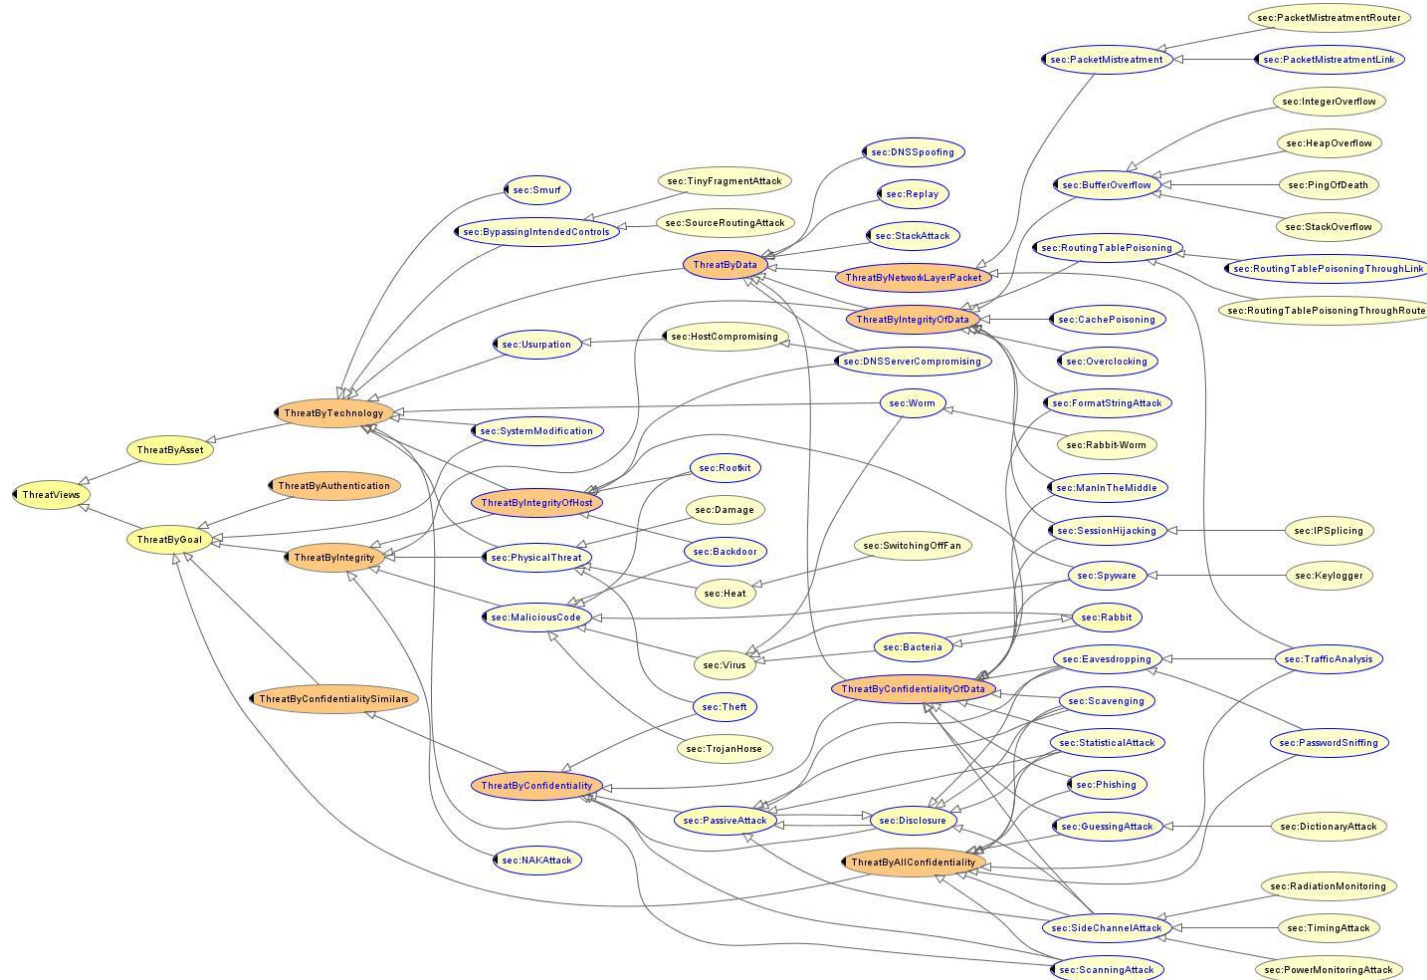 sec:PacketMistreatmentRouter
sec:PacketMistreatment
sec:PacketMistreatmentLink
sec:IntegerOverflow
sec:HeapOverflow
sec:DNSSpoofing
sec:TinyFragmentAttack
sec:BufferOverflow
sec:PingOfDeath
sec:Smurf
sec:Replay
sec:SourceRoutingAttack
sec:StackOverflow
sec:BypassingIntendedControls
sec:StackAttack
sec:RoutingTablePoisoning
ThreatByData
ThreatByNetworkLayerPacket
sec:RoutingTablePoisoningThroughLink
sec:RoutingTablePoisoningThroughRoute
ThreatByIntegrityOfData
sec:CachePoisoning
sec:Usurpation
sec:HostCompromising
sec:DNSServerCompromising
sec:Overclocking
sec:Worm
sec:FormatStringAttack
ThreatByTechnology
sec:SystemModification
sec:Rabbit-Worm
ThreatByAsset
sec:Rootkit
ThreatByAuthentication
sec:ManInTheMiddle
ThreatViews
ThreatByIntegrityOfHost
sec:Damage
sec:SessionHijacking
sec:IPSplicing
ThreatByGoal
sec:SwitchingOffFan
sec:Backdoor
ThreatByIntegrity
sec:PhysicalThreat
sec:Spyware
sec:Keylogger
sec:Heat
sec:MaliciousCode
sec:Rabbit
sec:Bacteria
sec:Virus
sec:Eavesdropping
sec:TrafficAnalysis
ThreatByConfidentialityOfData
ThreatByConfidentialitySimilars
sec:Scavenging
sec:Theft
sec:StatisticalAttack
sec:PasswordSniffing
sec:TrojanHorse
ThreatByConfidentiality
sec:Phishing
sec:PassiveAttack
sec:Disclosure
sec:GuessingAttack
sec:DictionaryAttack
sec:NAKAttack
ThreatByAllConfidentiality
sec:RadiationMonitoring
sec:SideChannelAttack
sec:TimingAttack
sec:ScanningAttack
sec:PowerMonitoringAttack